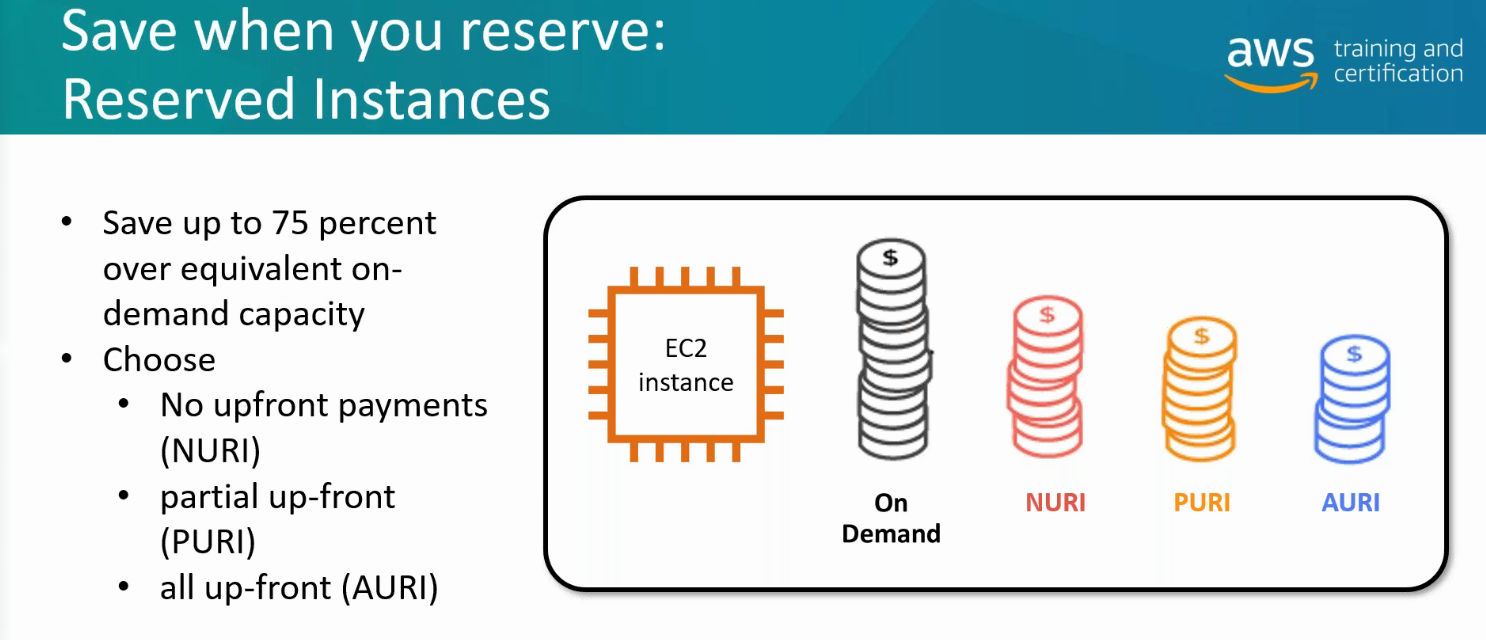 Save when you reserve:
Reserved Instances
aws training and
certification
• Save up to 75 percent
over equivalent on-
demand capacity
• Choose
• No upfront payments
(NURI)
• partial up-front
(PURI)
• all up-front (AURI)
EC2
instance
$
$
$
$
On
Demand
NURI
PURI
AURI